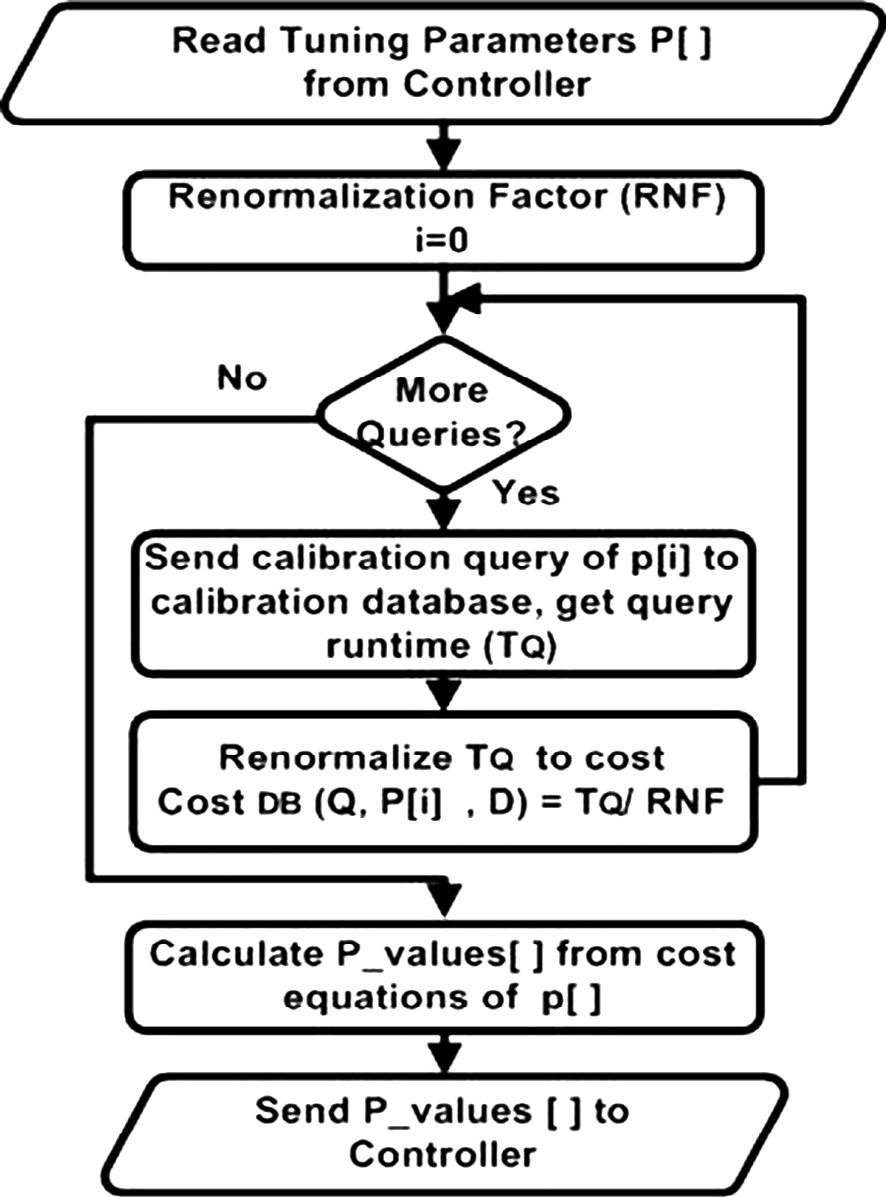 Read Tuning Parameters P[ ]
from Controller
Renormalization Factor (RNF)
i=0
No
More
Queries?
Yes
Send calibration query of p[i] to
calibration database, get query
runtime (TQ)
Renormalize TQ to cost
Cost DB (Q, P[i] , D) = TQ/ RNF
Calculate P_values[ ] from cost
equations of p[ ]
Send P_values [ ] to
Controller